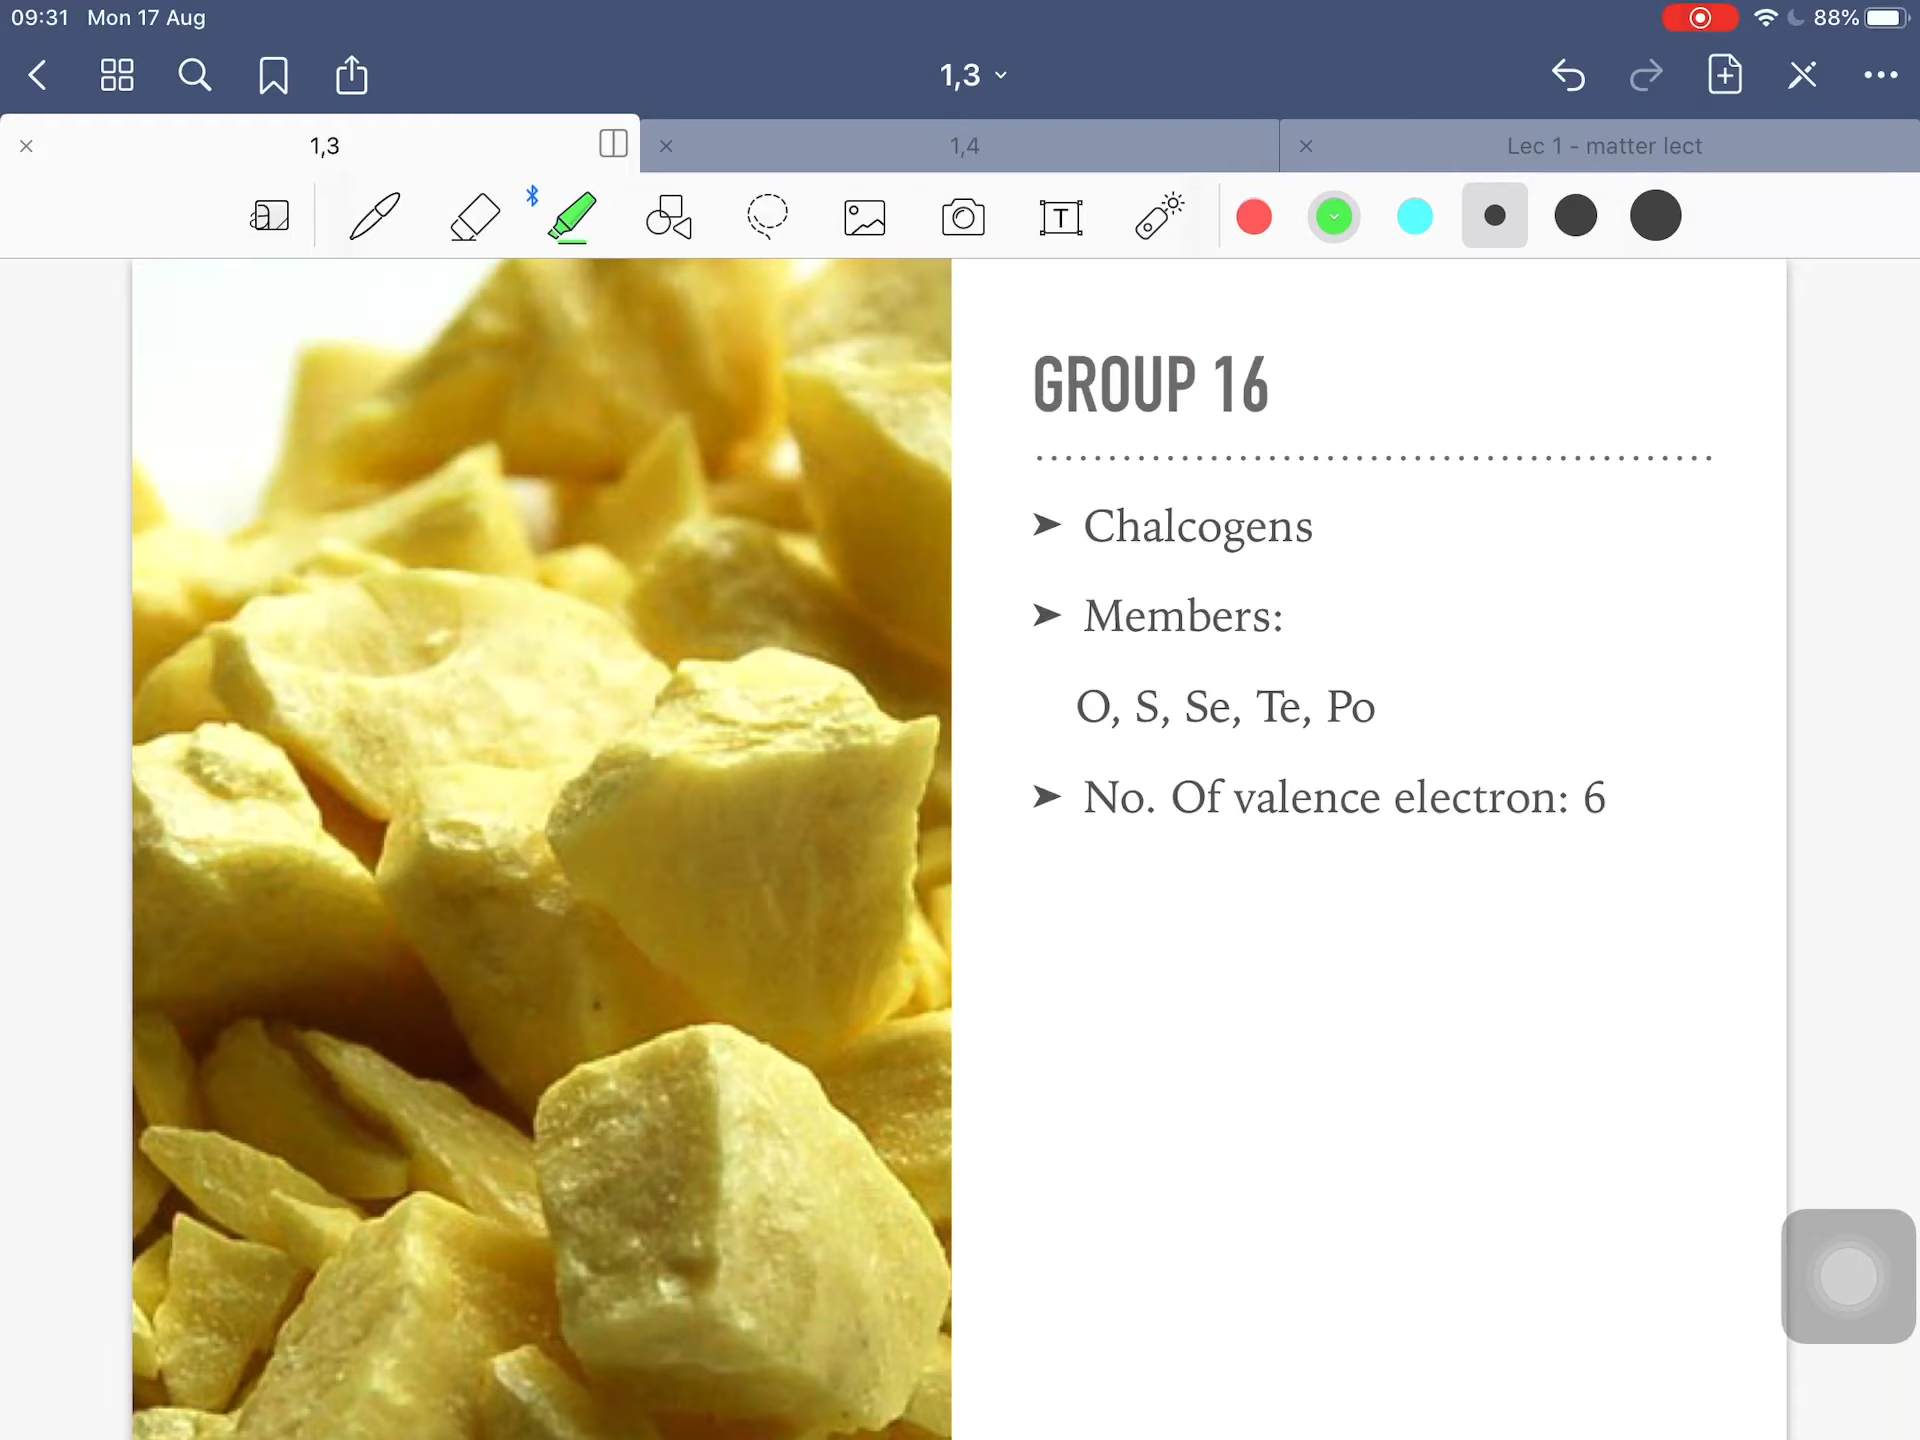 09:31 Mon 17 Aug
88%
1,3
1,3
1,4
Lec 1 - matter lect
GROUP 16
➤ Chalcogens
➤ Members:
O, S, Se, Te, Po
➤ No. Of valence electron: 6